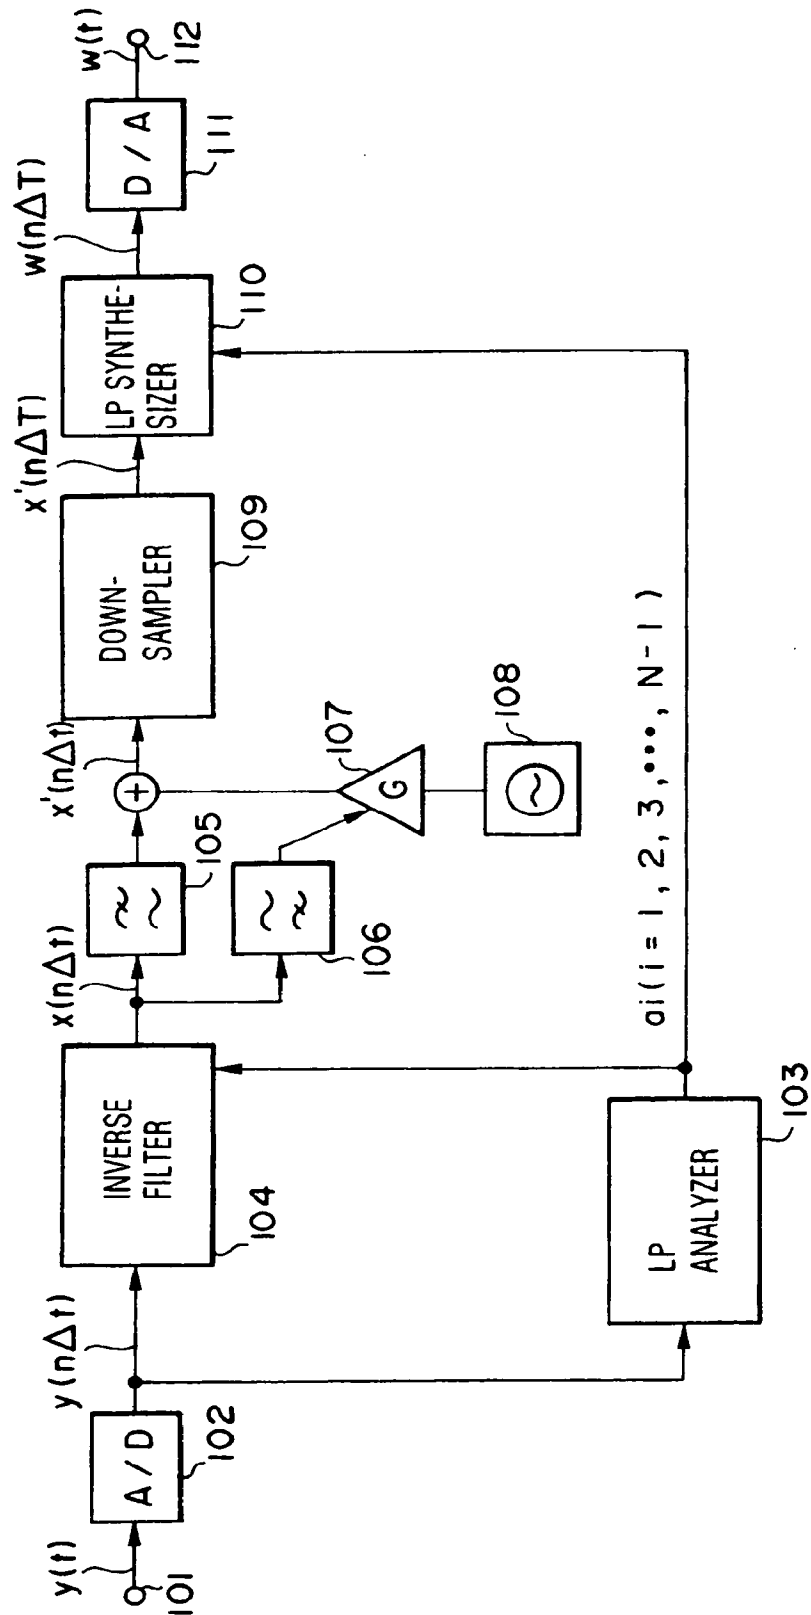 y(t)
101
A/D
102
y(nΔt)
INVERSE
FILTER
104
x(nΔt)
105
106
x'(nΔt)
G
107
108
DOWN-
SAMPLER
109
x'(nΔT)
LP SYNTHE-
SIZER
110
w(nΔT)
D/A
111
w(t)
112
LP
ANALYZER
103
ai(i = 1, 2, 3, •••, N-1)